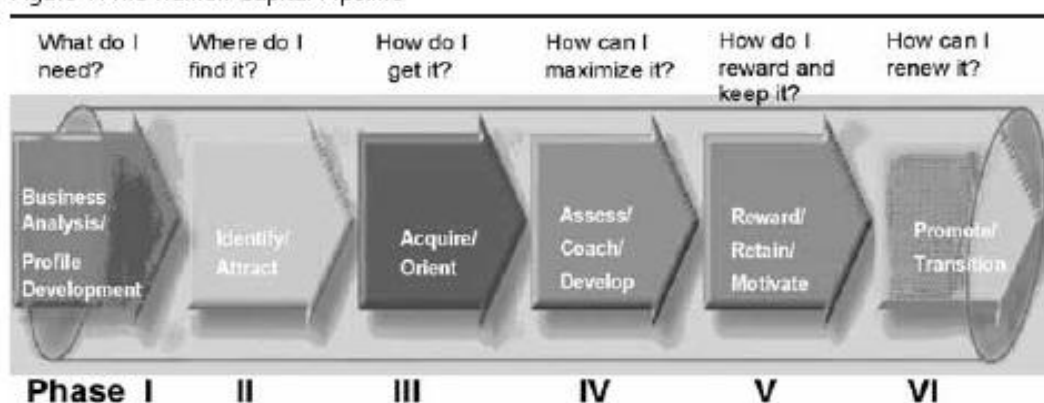 What do I
need?
Where do I
find it?
How do I
get it?
How can I
maximize it?
How do I
reward and
keep it?
How can I
renew it?
Business
Analysis/
Profile
Development
Identify/
Attract
Acquire/
Orient
Assess/
Coach/
Develop
Reward/
Retain/
Motivate
Promote/
Transition
Phase I
II
III
IV
V
VI